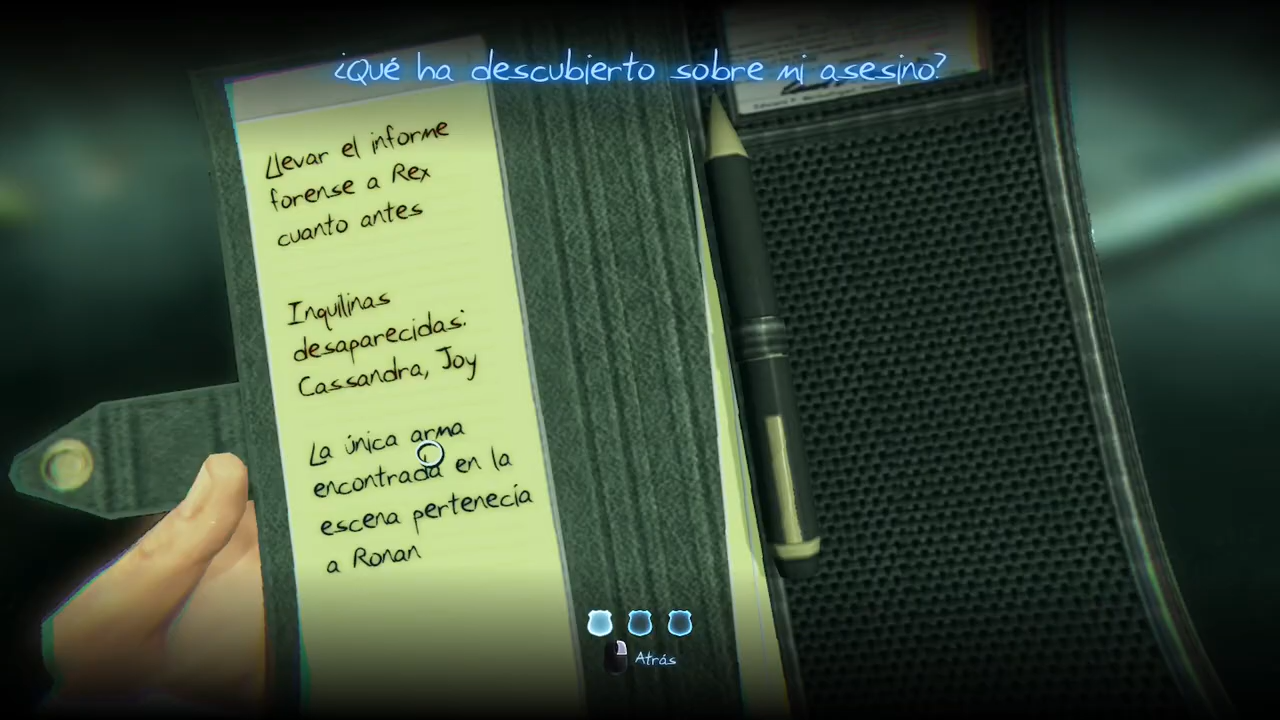 ¿Qué ha descubierto sobre mi asesino?
Llevar el informe
forense a Rex
cuanto antes
Inquilinas
desaparecidas:
Cassandra, Joy
La única arma
encontrada en la
escena pertenecía
a Ronan
Atrás